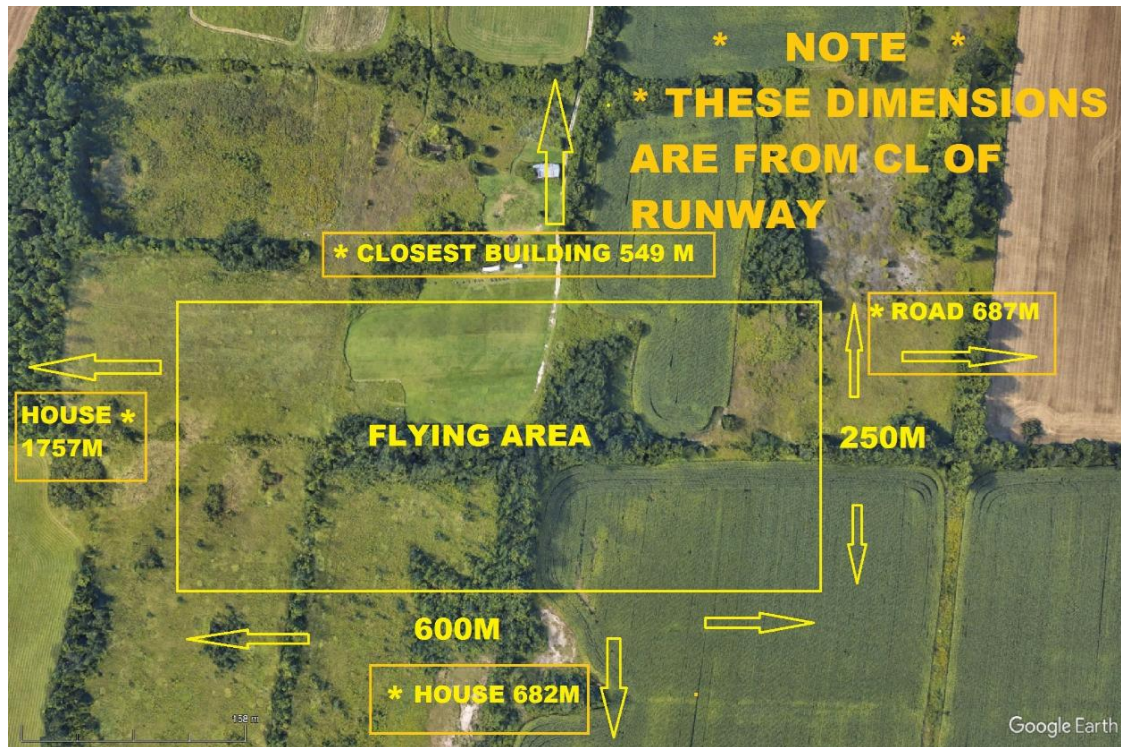 * NOTE *
* THESE DIMENSIONS
ARE FROM CL OF
RUNWAY
* CLOSEST BUILDING 549 M
* ROAD 687M
HOUSE *
1757M
FLYING AREA
250M
600M
* HOUSE 682M
158 m
Google Earth